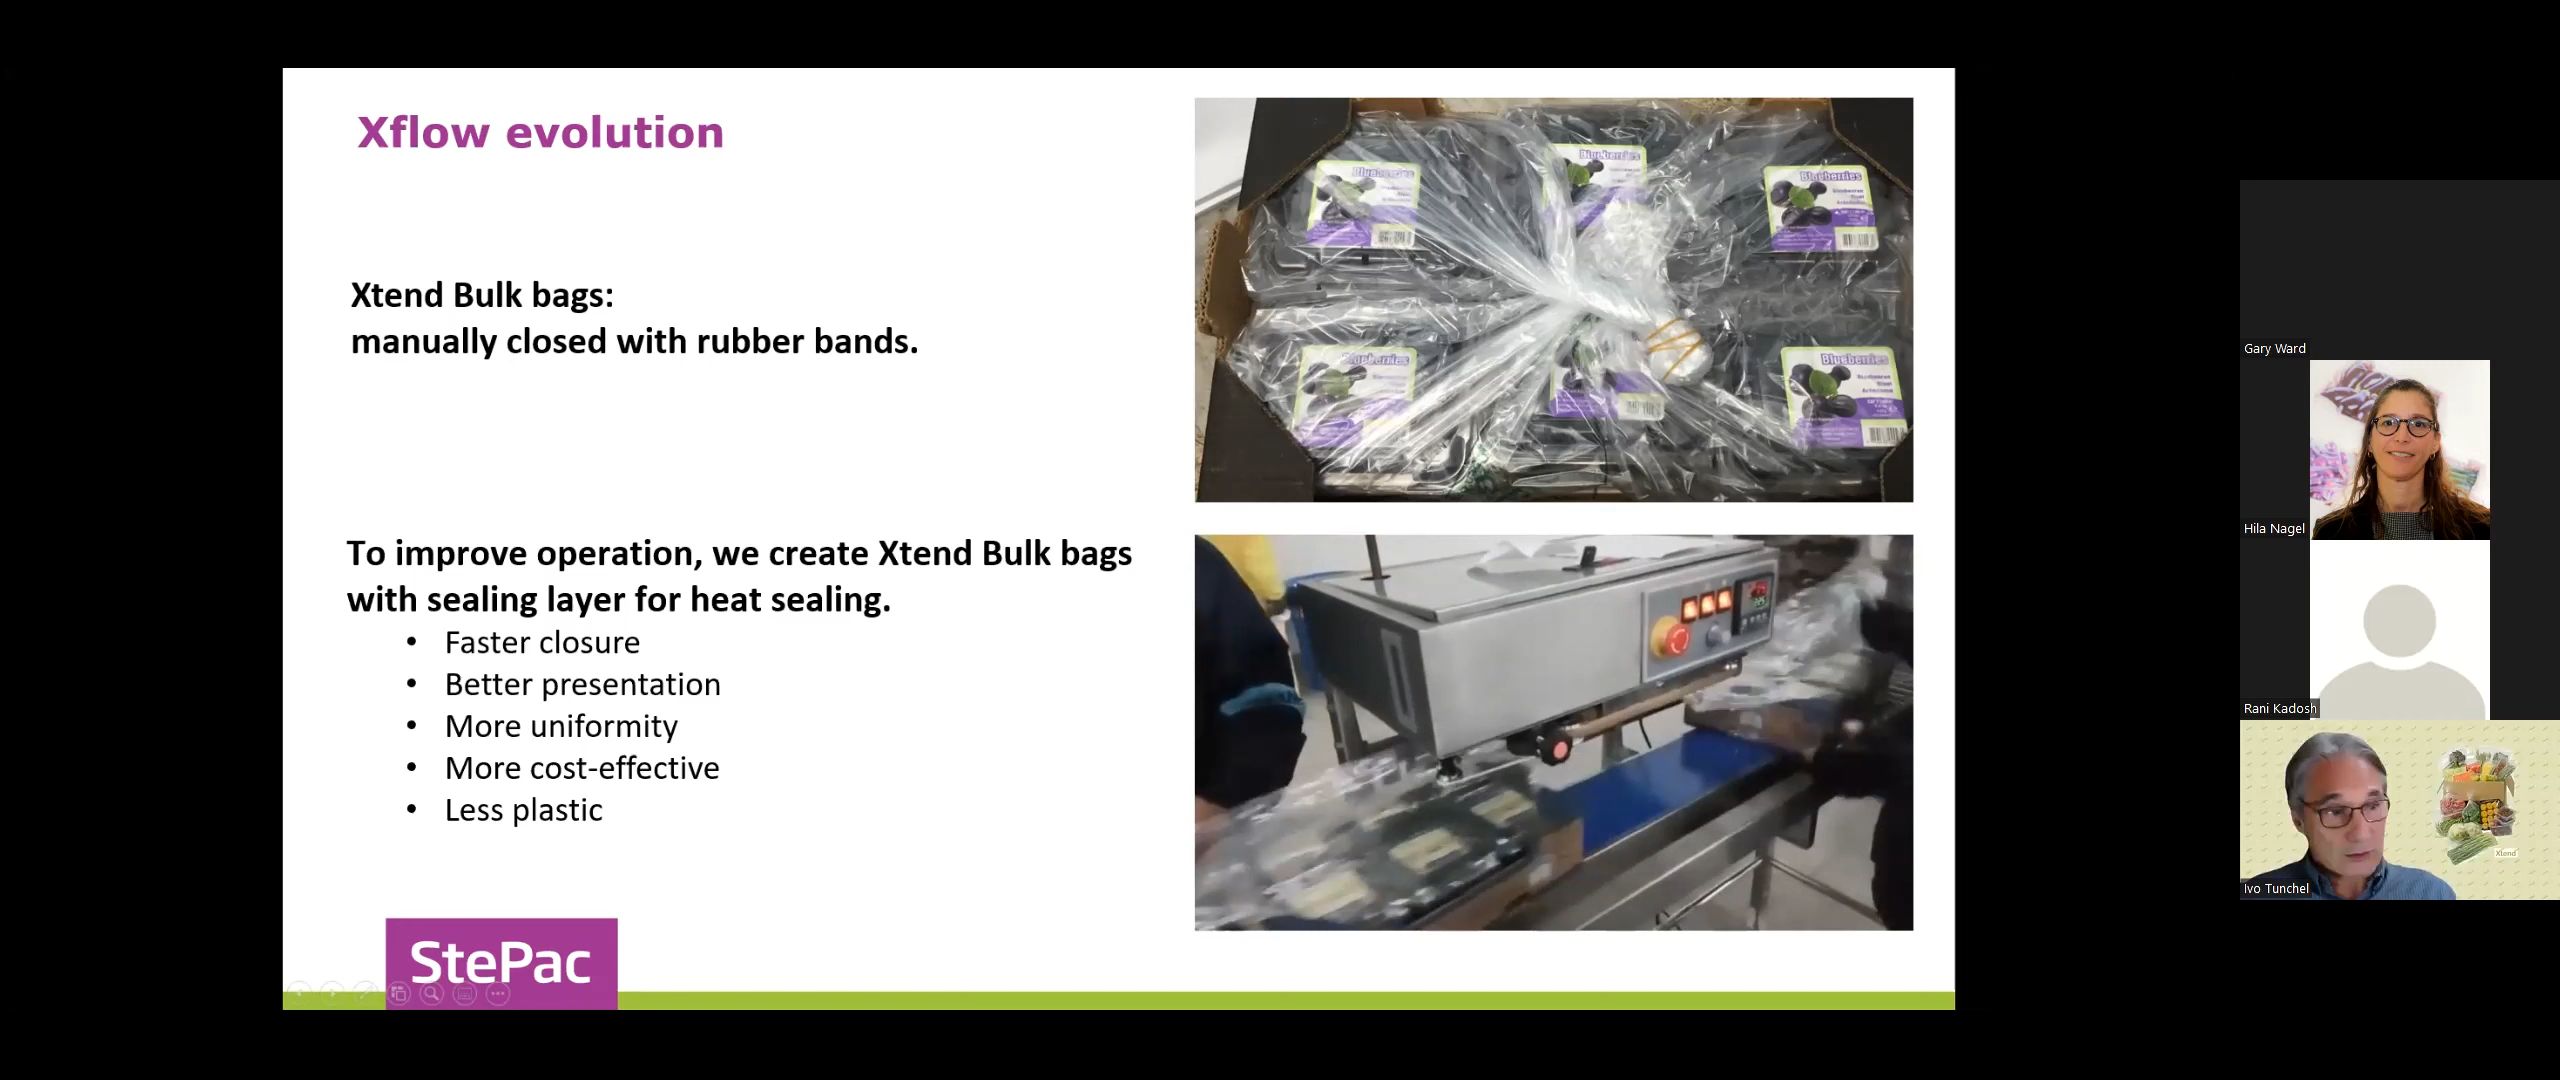 Xflow evolution
Xtend Bulk bags:
manually closed with rubber bands.
To improve operation, we create Xtend Bulk bags
with sealing layer for heat sealing.
• Faster closure
• Better presentation
• More uniformity
• More cost-effective
• Less plastic
StePac
Blueberries
Blueberries
Blueberries
Blueberries
Blueberries
Gary Ward
Hila Nagel
Rani Kadosh
Xtend
Ivo Tunchel